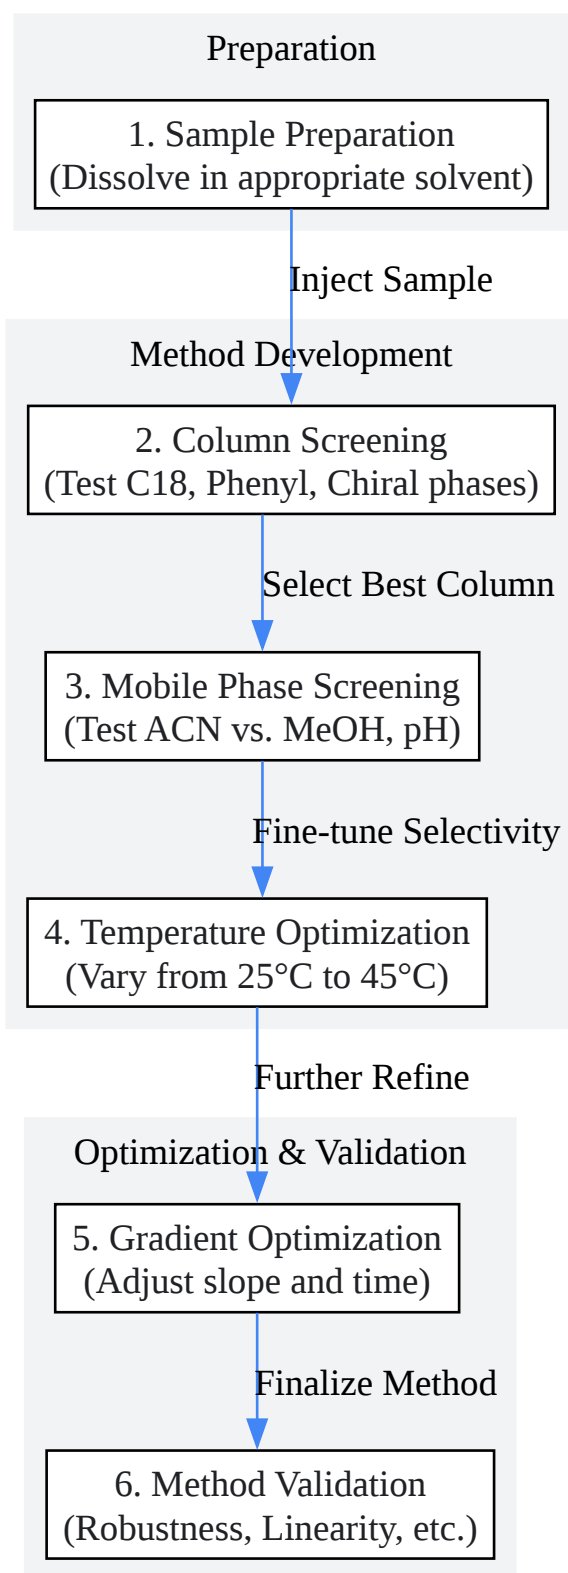 Preparation
1. Sample Preparation
(Dissolve in appropriate solvent)
Inject Sample
Method Development
2. Column Screening
(Test C18, Phenyl, Chiral phases)
Select Best Column
3. Mobile Phase Screening
(Test ACN vs. MeOH, pH)
Fine-tune Selectivity
4. Temperature Optimization
(Vary from 25°C to 45°C)
Further Refine
Optimization & Validation
5. Gradient Optimization
(Adjust slope and time)
Finalize Method
6. Method Validation
(Robustness, Linearity, etc.)